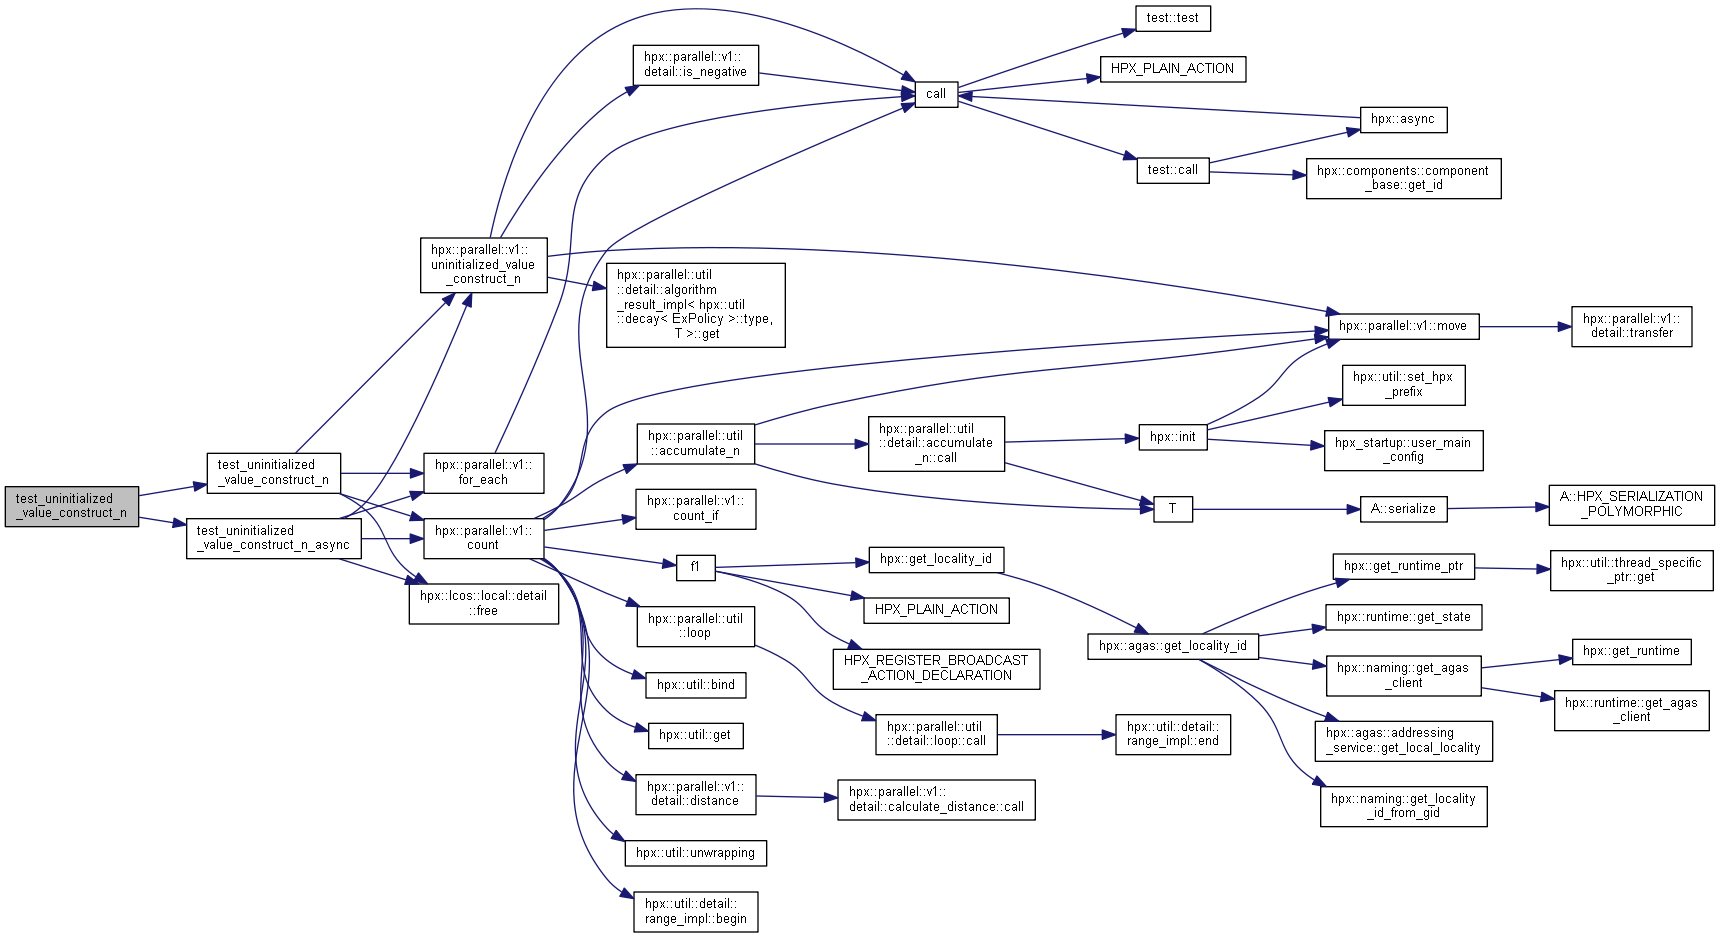 test_uninitialized
_value_construct_n
test_uninitialized
_value_construct_n
test_uninitialized
_value_construct_n_async
hpx::parallel::v1::
uninitialized_value
_construct_n
hpx::parallel::v1::
for_each
hpx::parallel::v1::
count
hpx::lcos::local::detail
::free
hpx::parallel::v1::
detail::is_negative
hpx::parallel::util
::detail::algorithm
_result_impl< hpx::util
::decay< ExPolicy >::type,
T >::get
hpx::parallel::util
::accumulate_n
hpx::parallel::v1::
count_if
f1
hpx::parallel::util
::loop
hpx::util::bind
hpx::util::get
hpx::parallel::v1::
detail::distance
hpx::util::unwrapping
hpx::util::detail::
range_impl::begin
call
hpx::parallel::util
::detail::accumulate
_n::call
hpx::get_locality_id
HPX_PLAIN_ACTION
HPX_REGISTER_BROADCAST
_ACTION_DECLARATION
hpx::parallel::util
::detail::loop::call
hpx::parallel::v1::
detail::calculate_distance::call
test::test
HPX_PLAIN_ACTION
test::call
hpx::init
T
hpx::agas::get_locality_id
hpx::util::detail::
range_impl::end
hpx::async
hpx::components::component
_base::get_id
hpx::parallel::v1::move
hpx::util::set_hpx
_prefix
hpx_startup::user_main
_config
A::serialize
hpx::get_runtime_ptr
hpx::runtime::get_state
hpx::naming::get_agas
_client
hpx::agas::addressing
_service::get_local_locality
hpx::naming::get_locality
_id_from_gid
hpx::parallel::v1::
detail::transfer
A::HPX_SERIALIZATION
_POLYMORPHIC
hpx::util::thread_specific
_ptr::get
hpx::get_runtime
hpx::runtime::get_agas
_client